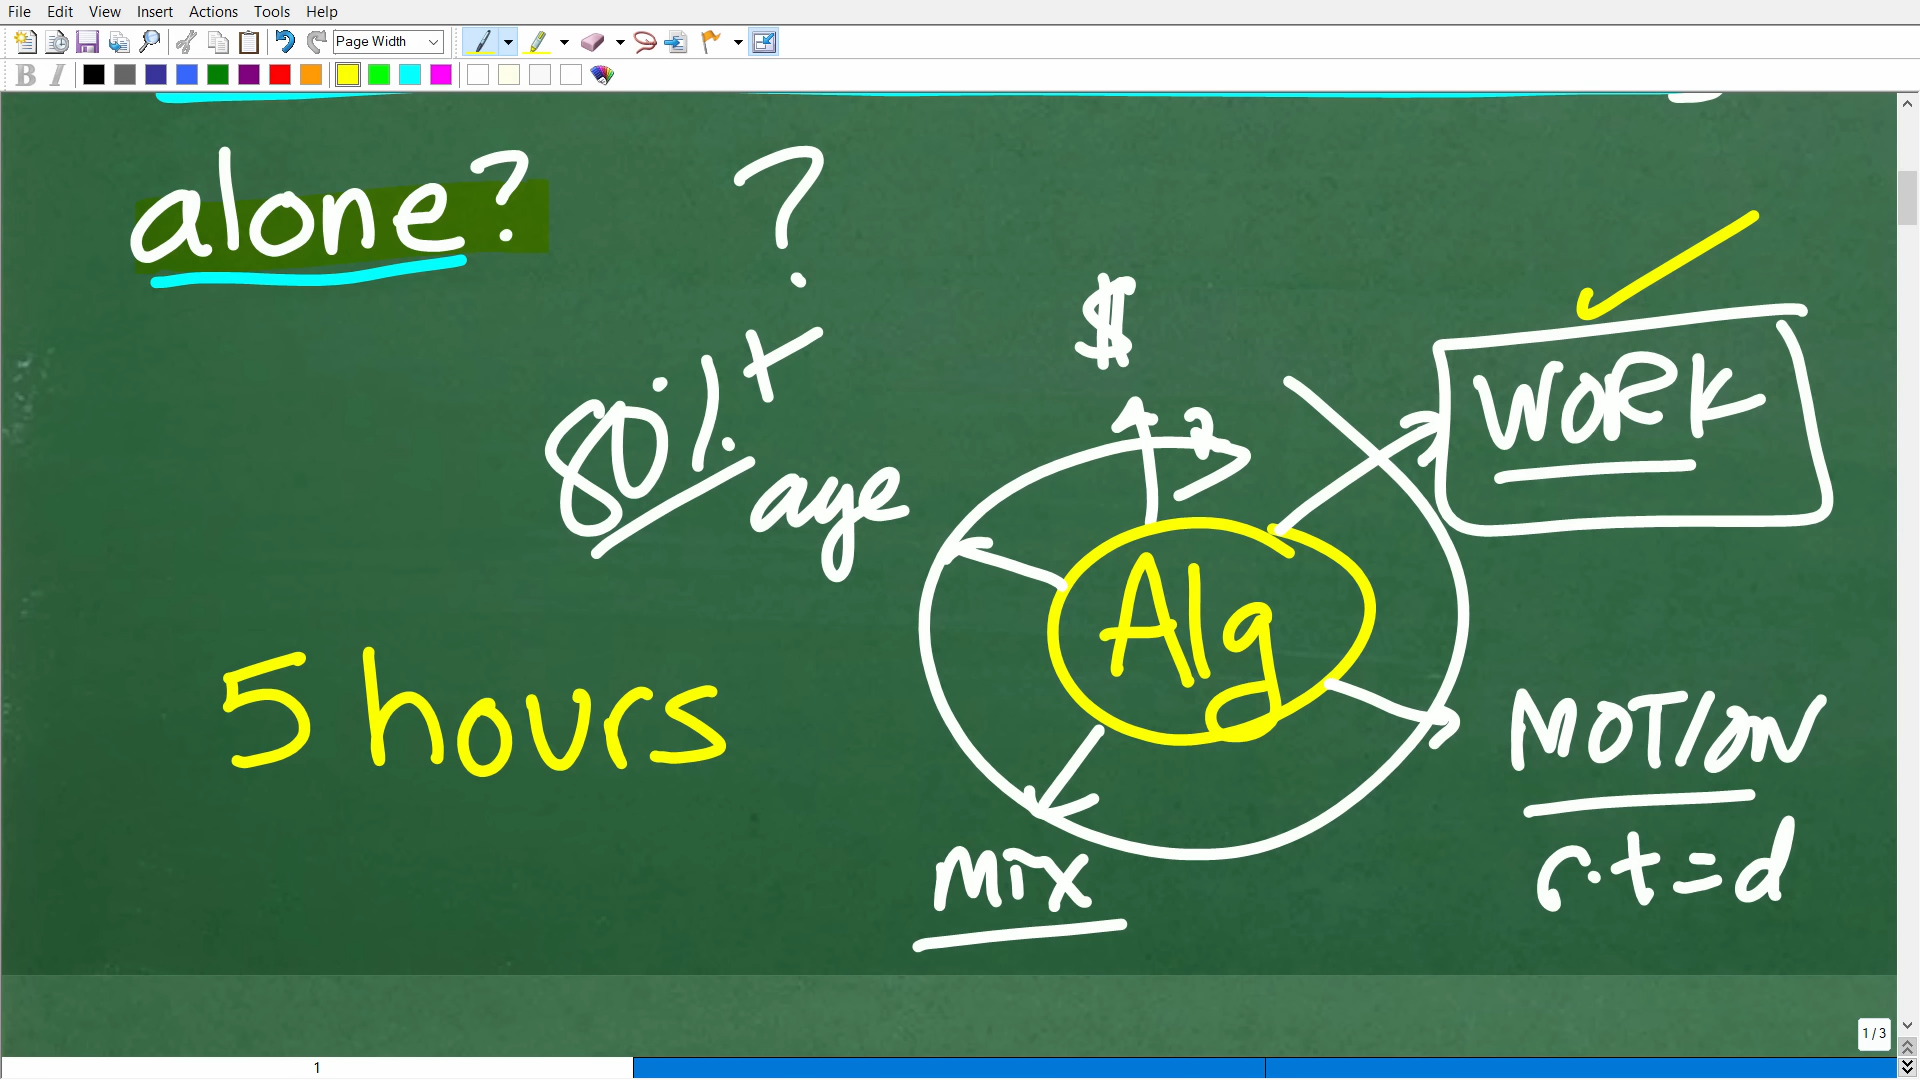 File Edit View Insert Actions Tools Help
Page Width
B I
alone? ?
$
80%+
WORK
age
Alg
5 hours
MOTION
r·t=d
Mix
1 / 3
1